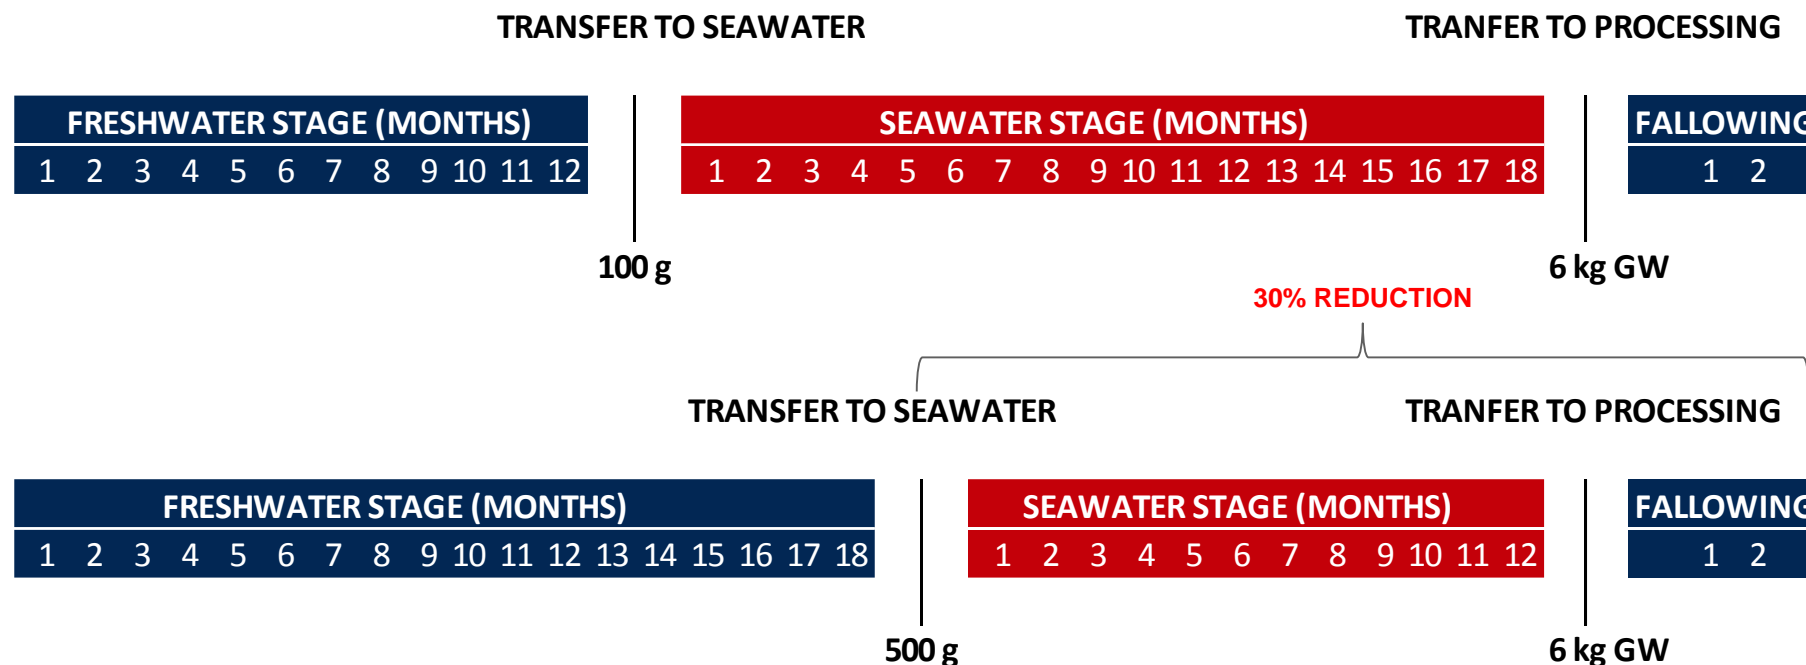 TRANSFER TO SEAWATER TRANFER TO PROCESSING
FRESHWATER STAGE (MONTHS) SEAWATER STAGE (MONTHS) FALLOWING
1 2 3 4 5 6 7 8 9 10 11 12 1 2 3 4 5 6 7 8 9 10 11 12 13 14 15 16 17 18 1 2
100 g 6 kg GW
30% REDUCTION
TRANSFER TO SEAWATER TRANFER TO PROCESSING
FRESHWATER STAGE (MONTHS) SEAWATER STAGE (MONTHS) FALLOWING
1 2 3 4 5 6 7 8 9 10 11 12 13 14 15 16 17 18 1 2 3 4 5 6 7 8 9 10 11 12 1 2
500 g 6 kg GW